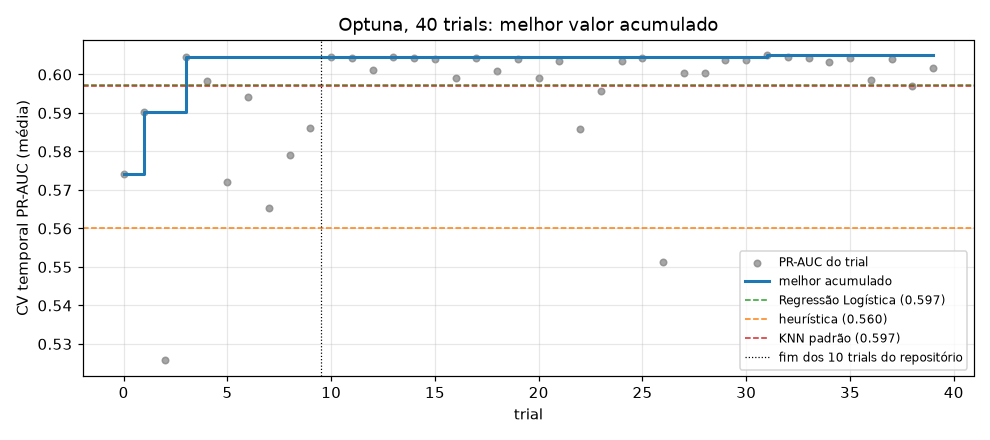 Optuna, 40 trials: melhor valor acumulado
CV temporal PR-AUC (média)
0.60
0.59
0.58
0.57
0.56
0.55
0.54
0.53
PR-AUC do trial
melhor acumulado
Regressão Logística (0.597)
heurística (0.560)
KNN padrão (0.597)
fim dos 10 trials do repositório
0 5 10 15 20 25 30 35 40
trial